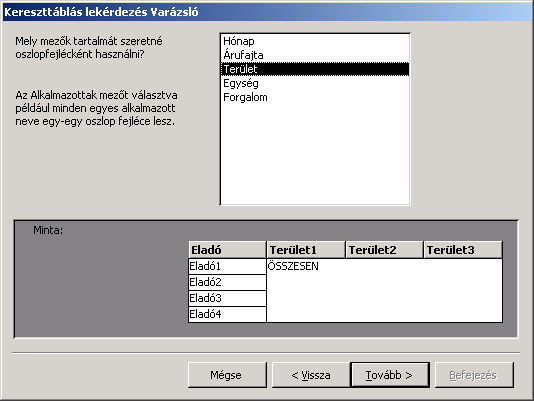 Kereszttáblás lekérdezés Varázsló
Mely mezők tartalmát szeretné
oszlopfejlécként használni?
Az Alkalmazottak mezőt választva
például minden egyes alkalmazott
neve egy-egy oszlop fejléce lesz.
Hónap
Árufajta
Terület
Egység
Forgalom
Minta:
Eladó Terület1 Terület2 Terület3
Eladó1 ÖSSZESEN
Eladó2
Eladó3
Eladó4
Mégse < Vissza Tovább > Befejezés